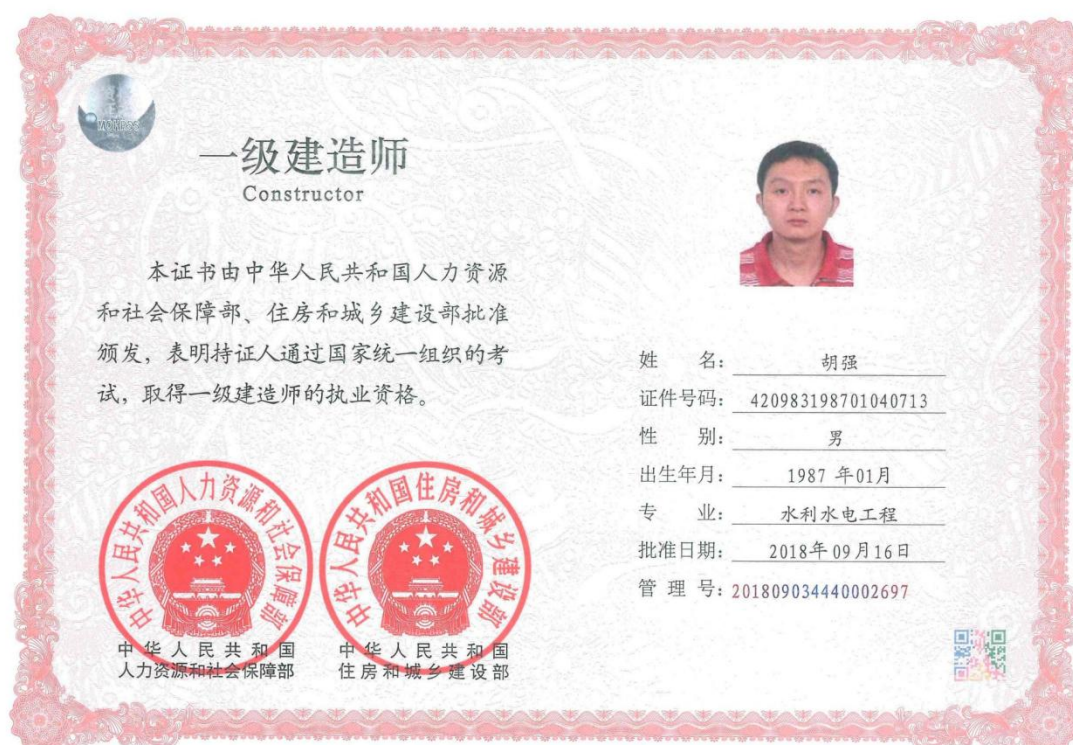 一级建造师
Constructor
本证书由中华人民共和国人力资源
和社会保障部、住房和城乡建设部批准
颁发，表明持证人通过国家统一组织的考
试，取得一级建造师的执业资格。
中华人民共和国人力资源和社会保障部
中华人民共和国
人力资源和社会保障部
中华人民共和国住房和城乡建设部
中华人民共和国
住房和城乡建设部
姓 名：胡强
证件号码：420983198701040713
性 别：男
出生年月：1987 年01月
专 业：水利水电工程
批准日期：2018年09月16日
管 理 号：201809034440002697